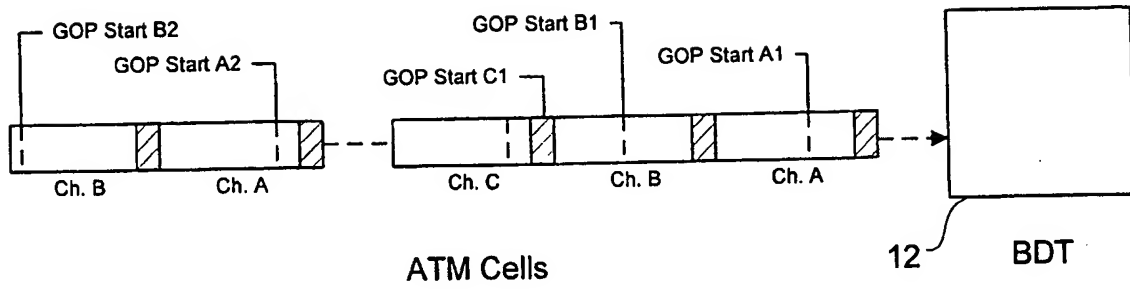 GOP Start B2
GOP Start A2
GOP Start C1
GOP Start B1
GOP Start A1
Ch. B
Ch. A
Ch. C
Ch. B
Ch. A
ATM Cells
12
BDT